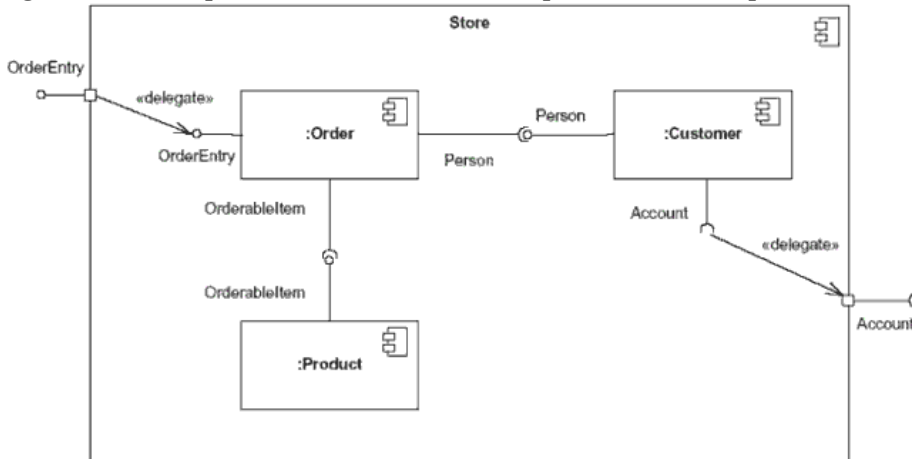 Store
OrderEntry
«delegate»
OrderEntry
:Order
Person
Person
:Customer
OrderableItem
OrderableItem
:Product
Account
«delegate»
Account